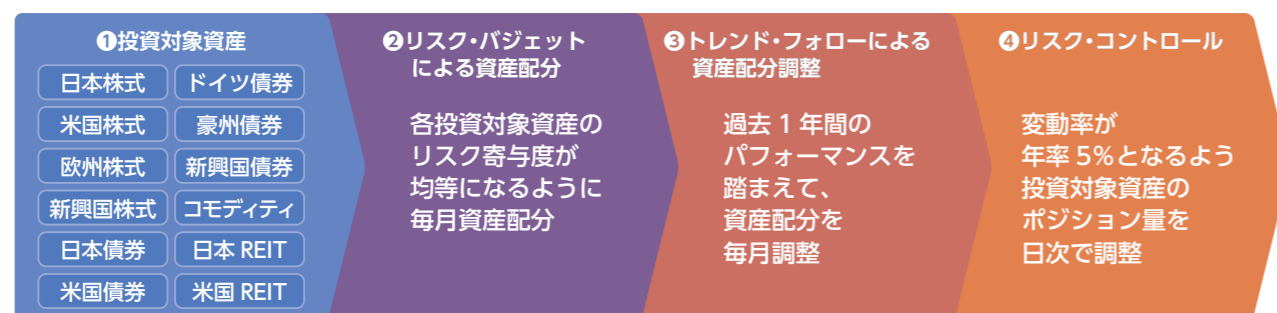 ❶投資対象資産
日本株式 ドイツ債券
米国株式 豪州債券
欧州株式 新興国債券
新興国株式 コモディティ
日本債券 日本 REIT
米国債券 米国 REIT
❷リスク・バジェット
による資産配分
各投資対象資産の
リスク寄与度が
均等になるように
毎月資産配分
❸トレンド・フォローによる
資産配分調整
過去 1 年間の
パフォーマンスを
踏まえて、
資産配分を
毎月調整
❹リスク・コントロール
変動率が
年率 5%となるよう
投資対象資産の
ポジション量を
日次で調整